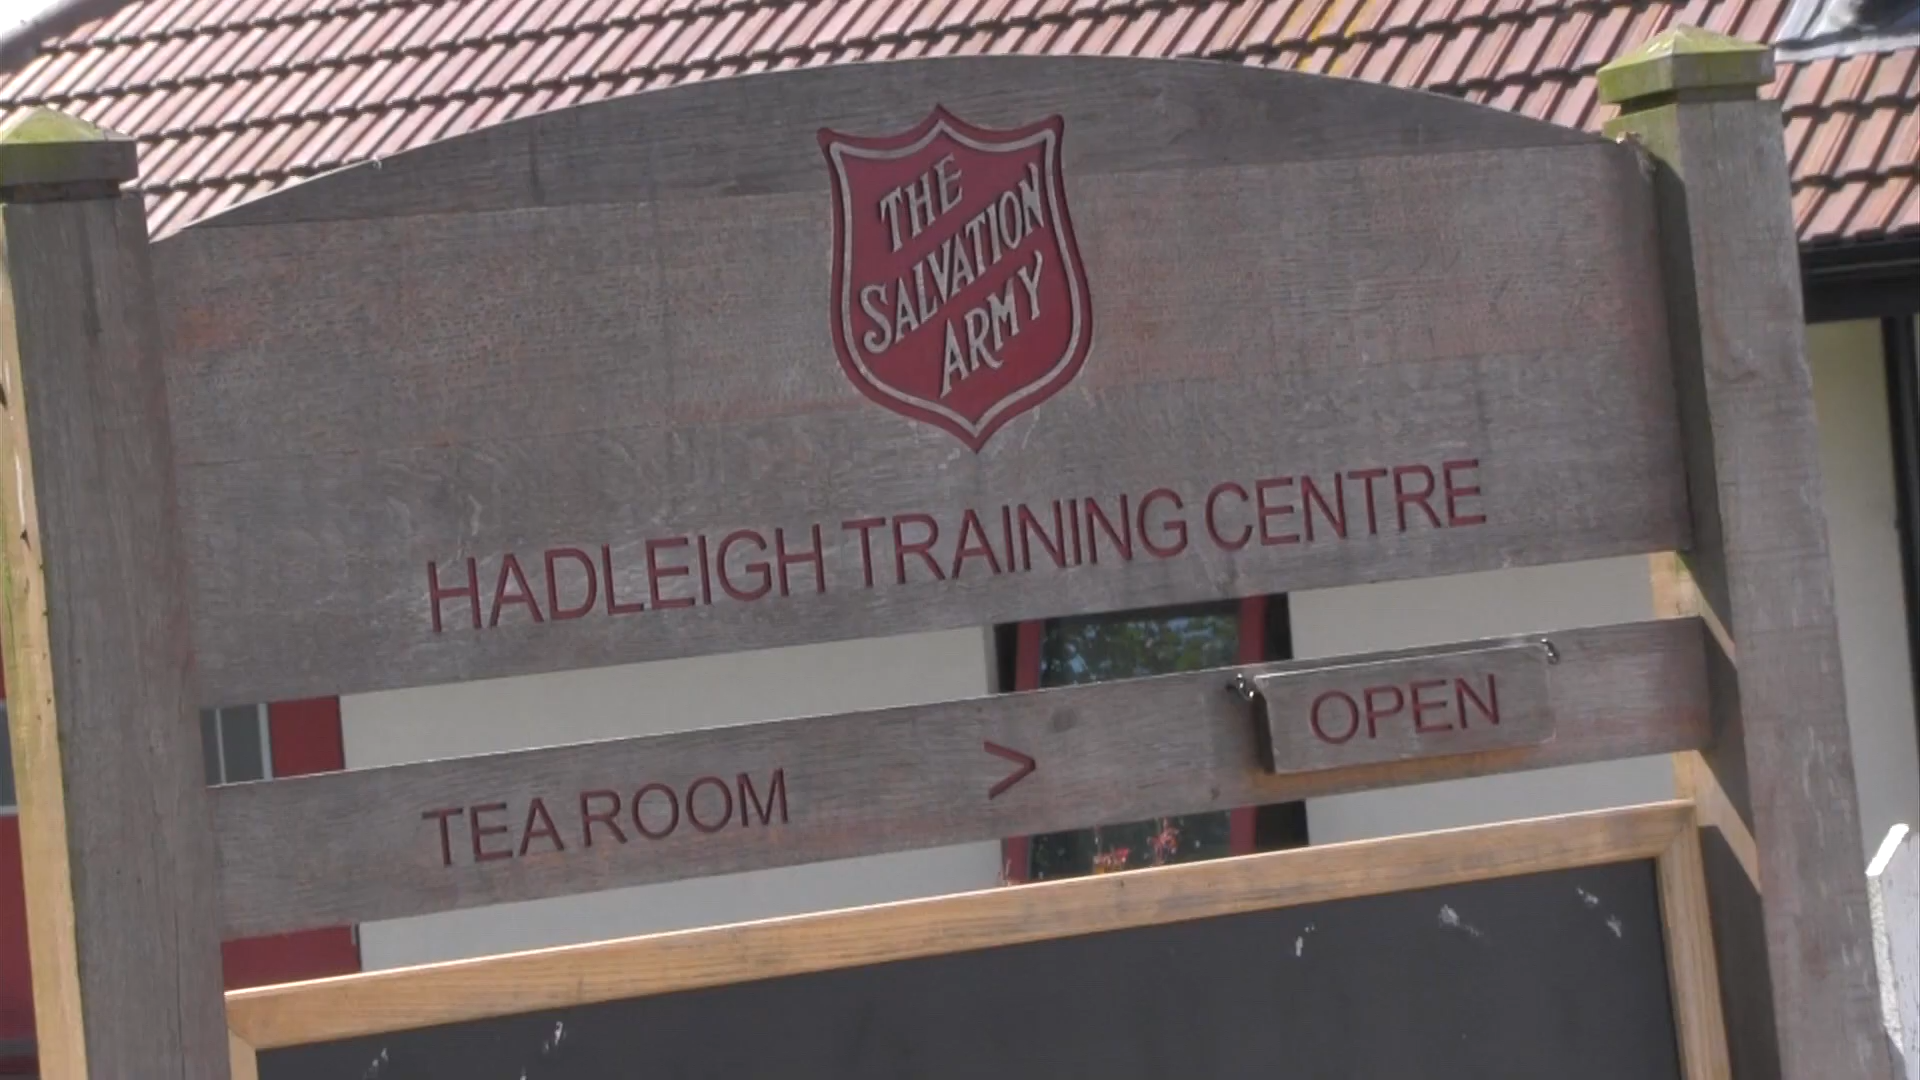 THE
SALVATION
ARMY
HADLEIGH TRAINING CENTRE
TEA ROOM > OPEN